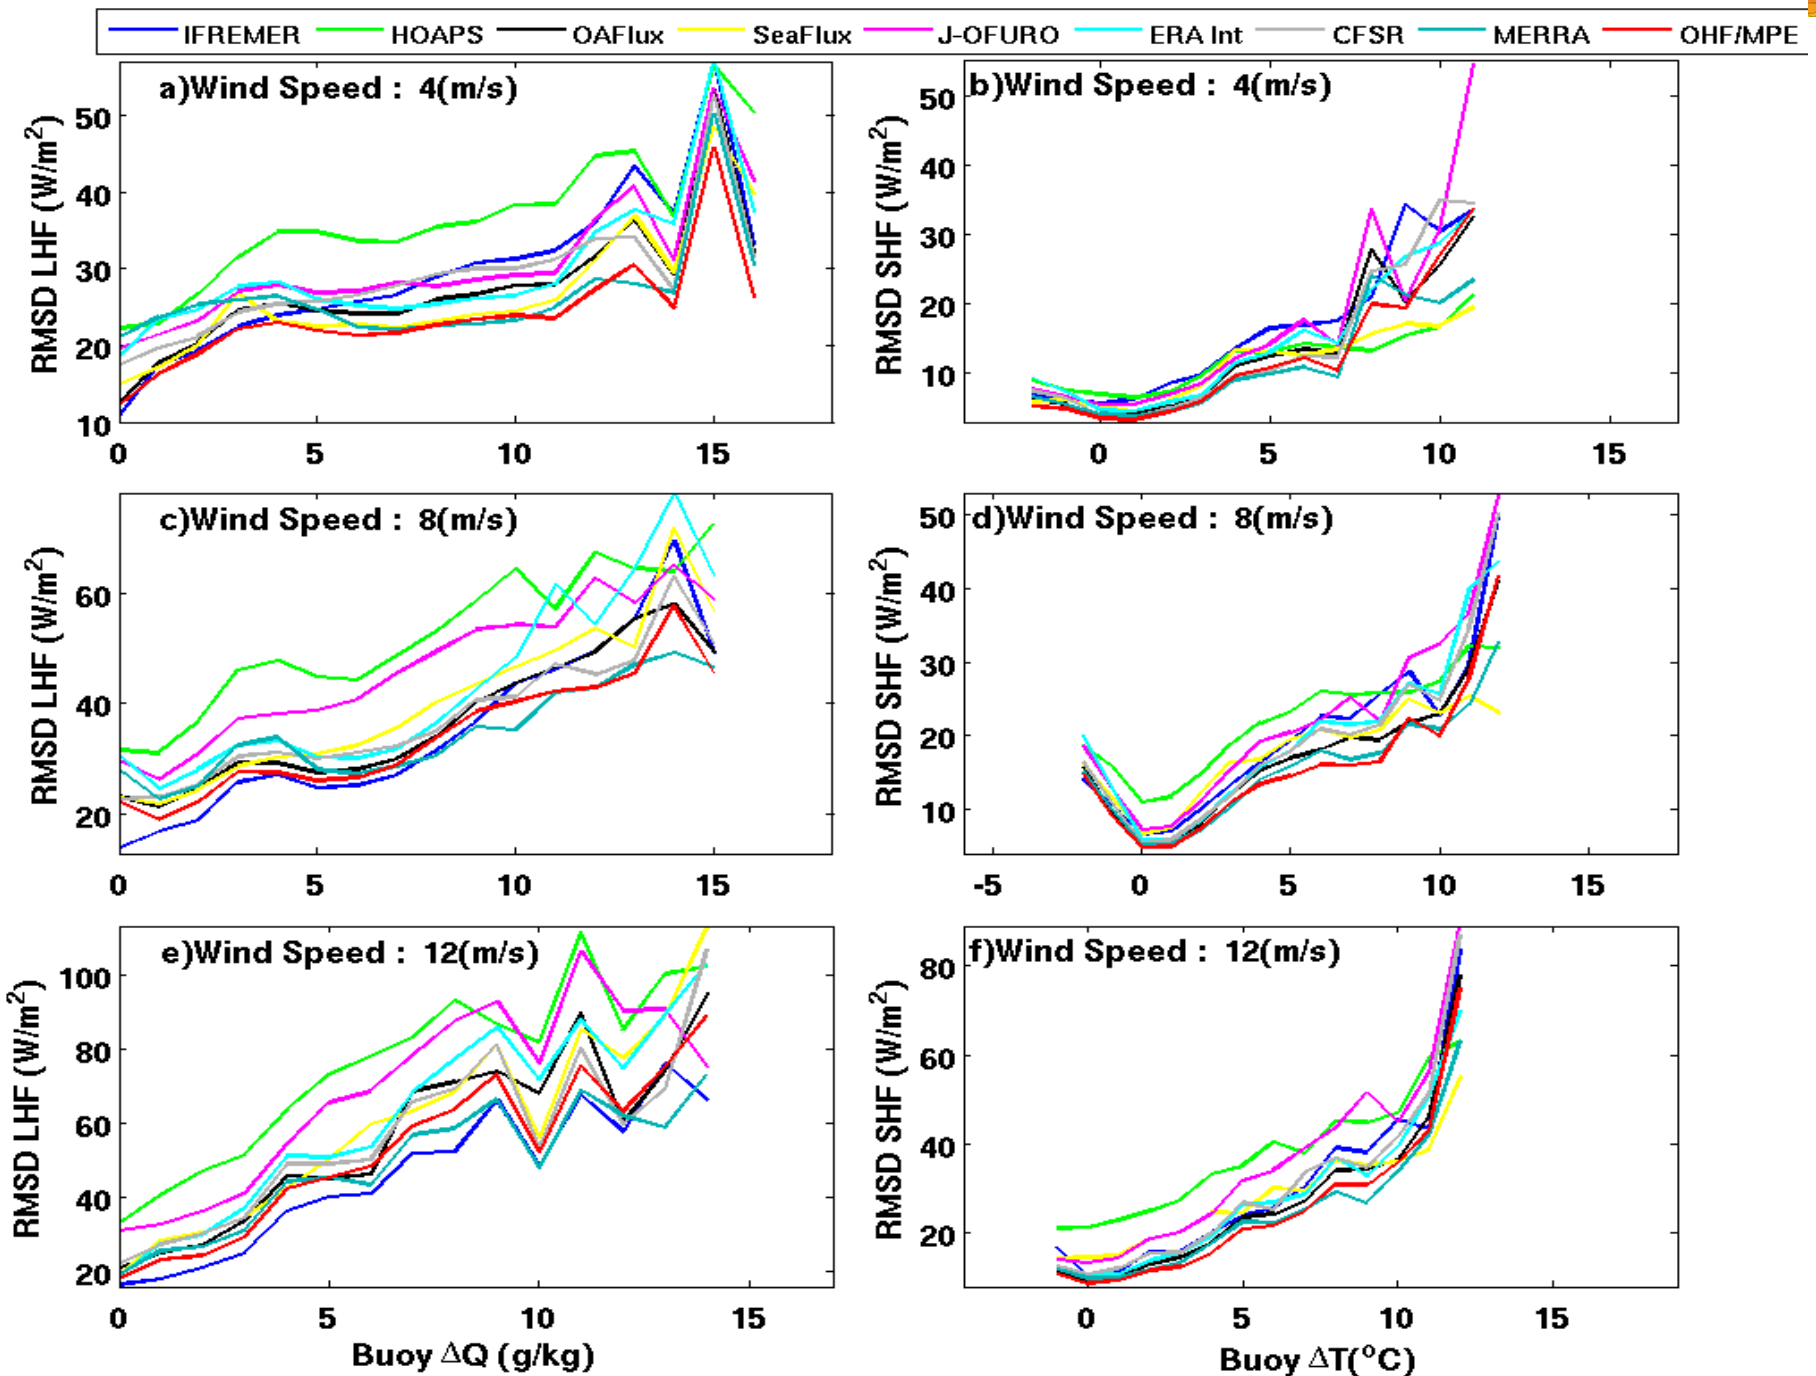 IFREMER HOAPS OAFlux SeaFlux J-OFURO ERA Int CFSR MERRA OHF/MPE
a)Wind Speed : 4(m/s)
RMSD LHF (W/m²)
50
40
30
20
10
0 5 10 15
b)Wind Speed : 4(m/s)
RMSD SHF (W/m²)
50
40
30
20
10
0 5 10 15
c)Wind Speed : 8(m/s)
RMSD LHF (W/m²)
60
40
20
0 5 10 15
d)Wind Speed : 8(m/s)
RMSD SHF (W/m²)
50
40
30
20
10
-5 0 5 10 15
e)Wind Speed : 12(m/s)
RMSD LHF (W/m²)
100
80
60
40
20
0 5 10 15
Buoy ΔQ (g/kg)
f)Wind Speed : 12(m/s)
RMSD SHF (W/m²)
80
60
40
20
0 5 10 15
Buoy ΔT(°C)